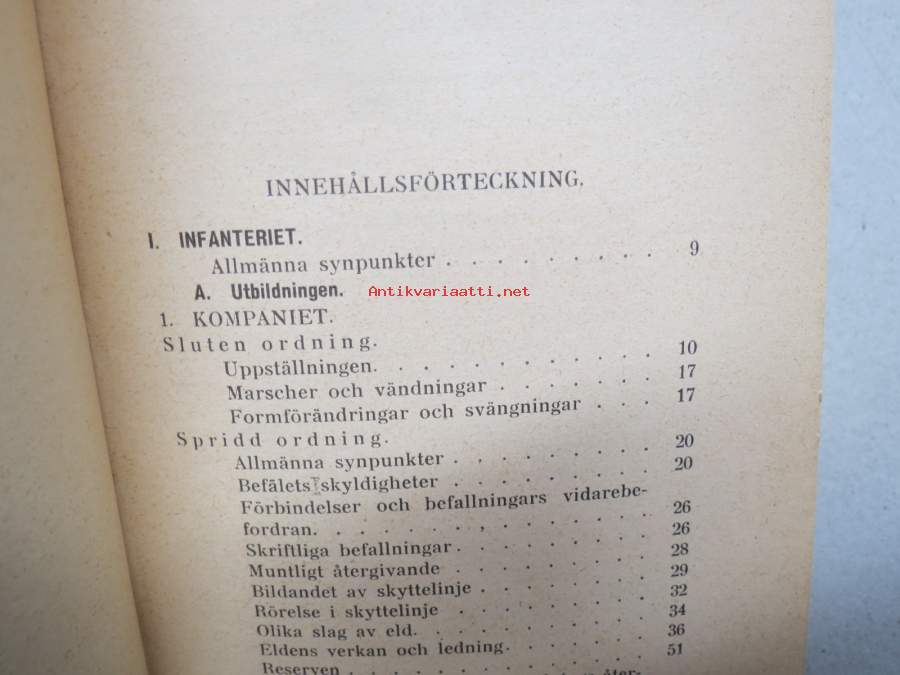 INNEHÅLLSFÖRTECKNING.
I. INFANTERIET.
Allmänna synpunkter . . . . . . . . . 9
A. Utbildningen. Antikvariaatti.net
1. KOMPANIET.
Sluten ordning.
Uppställningen. . . . . . . . . . . 10
Marscher och vändningar . . . . . . . 17
Formförändringar och svängningar . . . 17
Spridd ordning.
Allmänna synpunkter . . . . . . . . . 20
Befälets skyldigheter . . . . . . . . . 20
Förbindelser och befallningars vidarebe-
fordran. . . . . . . . . . . . . . 26
Skriftliga befallningar . . . . . . . . . 26
Muntligt återgivande . . . . . . . . . 28
Bildandet av skyttelinje . . . . . . . . 29
Rörelse i skyttelinje . . . . . . . . . 32
Olika slag av eld. . . . . . . . . . . 34
Eldens verkan och ledning. . . . . . . . 36
Reserven . . . . . . . . . . . . . 51
åter-